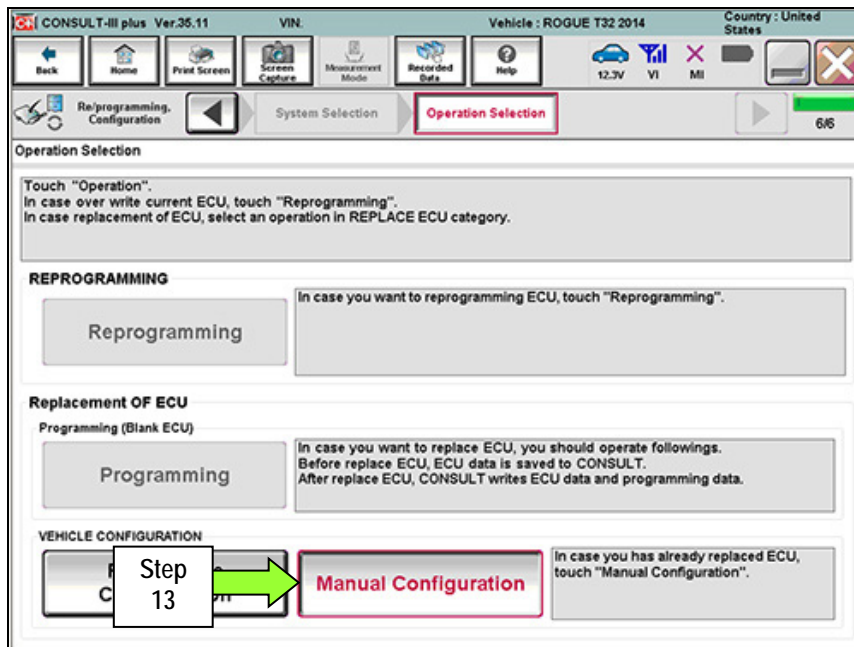 CONSULT-III plus Ver.35.11 VIN: Vehicle : ROGUE T32 2014 Country : United States
Back Home Print Screen Screen Capture Measurement Mode Recorded Data Help 12.3V VI MI
Re/programming, Configuration System Selection Operation Selection 6/6
Operation Selection
Touch "Operation".
In case over write current ECU, touch "Reprogramming".
In case replacement of ECU, select an operation in REPLACE ECU category.
REPROGRAMMING
Reprogramming
In case you want to reprogramming ECU, touch "Reprogramming".
Replacement OF ECU
Programming (Blank ECU)
Programming
In case you want to replace ECU, you should operate followings.
Before replace ECU, ECU data is saved to CONSULT.
After replace ECU, CONSULT writes ECU data and programming data.
VEHICLE CONFIGURATION
Step
13
Manual Configuration
In case you has already replaced ECU,
touch "Manual Configuration".